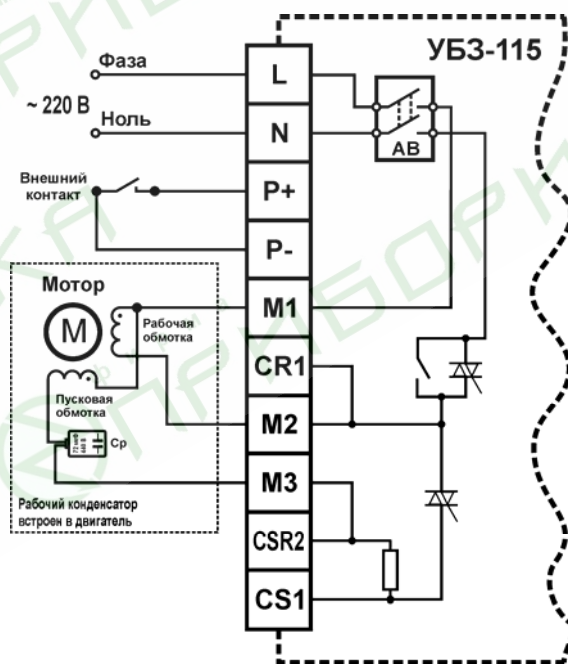 УБЗ-115
Фаза
~ 220 В
Ноль
Внешний
контакт
L
N
P+
P-
M1
CR1
M2
M3
CSR2
CS1
АВ
Мотор
М
Рабочая
обмотка
Пусковая
обмотка
Ср
Рабочий конденсатор
встроен в двигатель